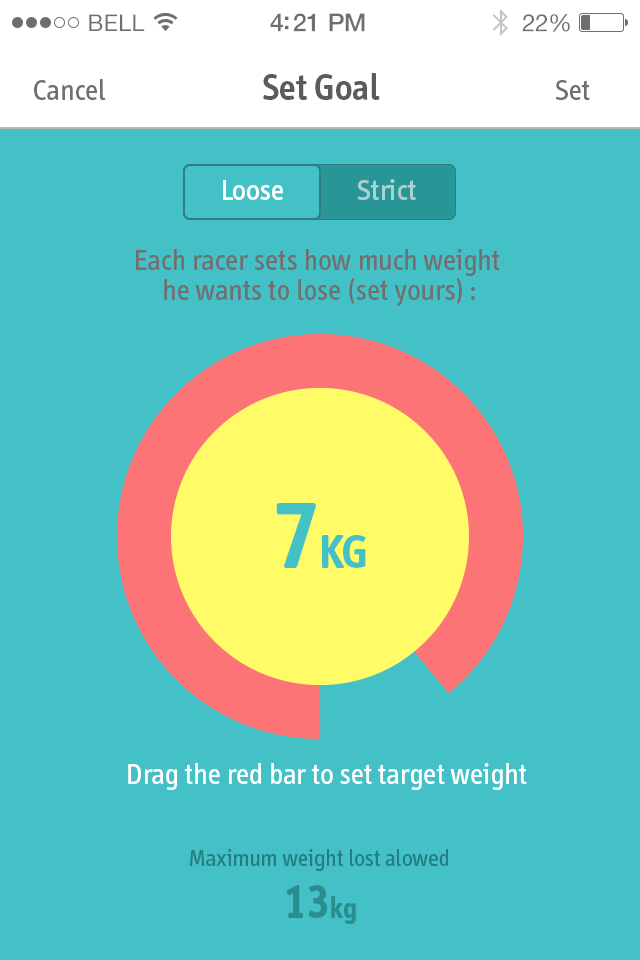 BELL 4:21 PM 22%
Cancel Set Goal Set
Loose Strict
Each racer sets how much weight
he wants to lose (set yours) :
7 KG
Drag the red bar to set target weight
Maximum weight lost alowed
13kg